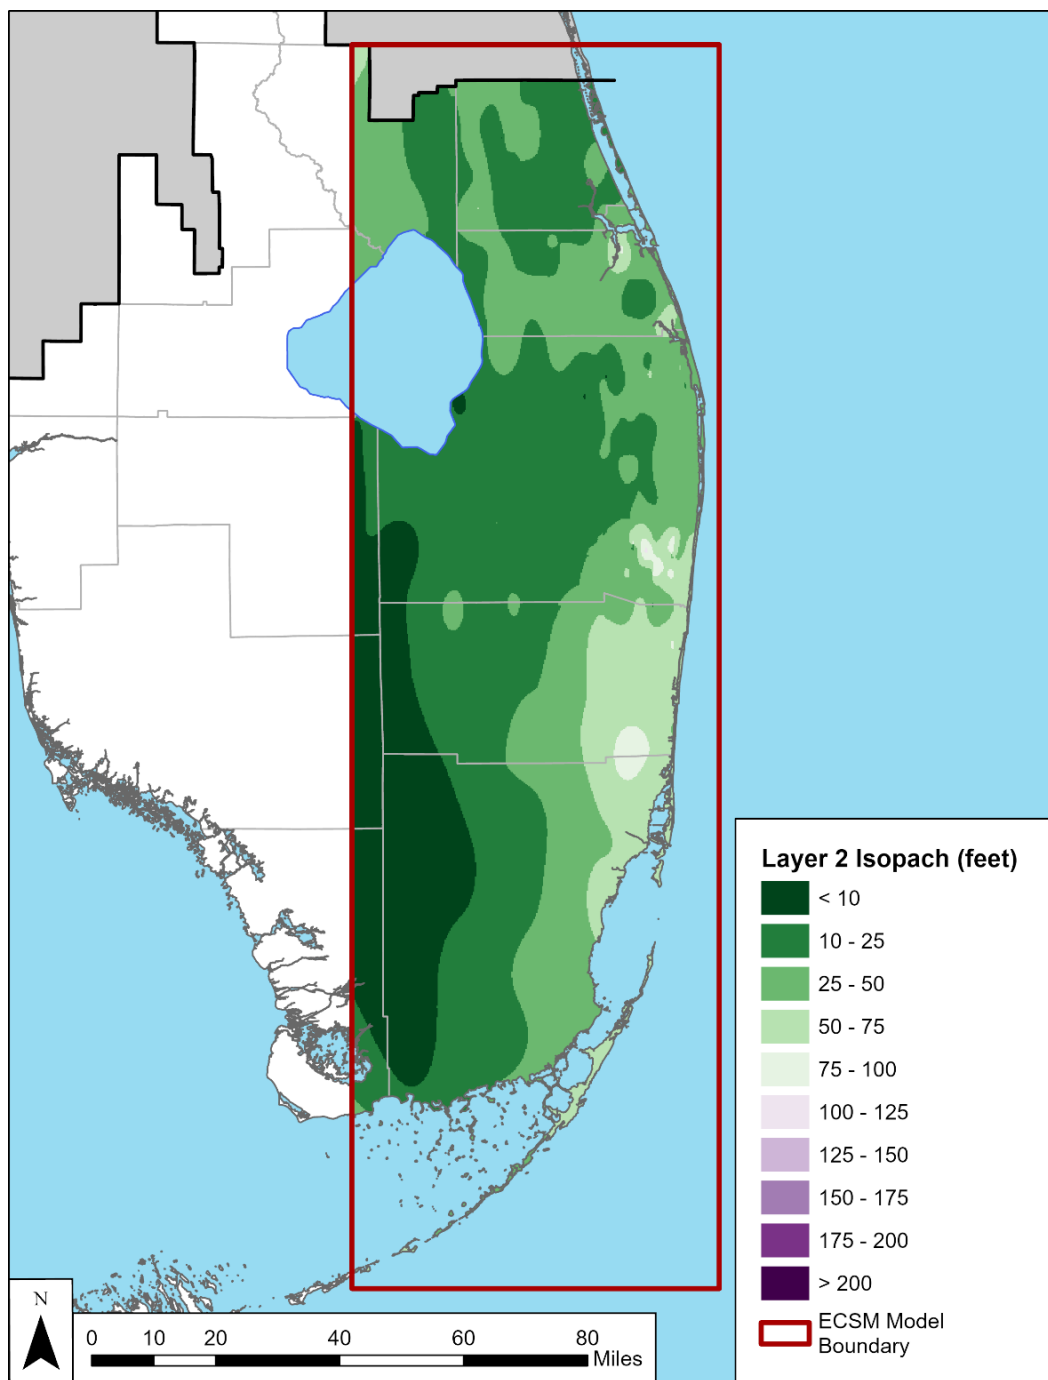 Layer 2 Isopach (feet)
< 10
10 - 25
25 - 50
50 - 75
75 - 100
100 - 125
125 - 150
150 - 175
175 - 200
> 200
ECSM Model
Boundary
N
0 10 20 40 60 80
Miles